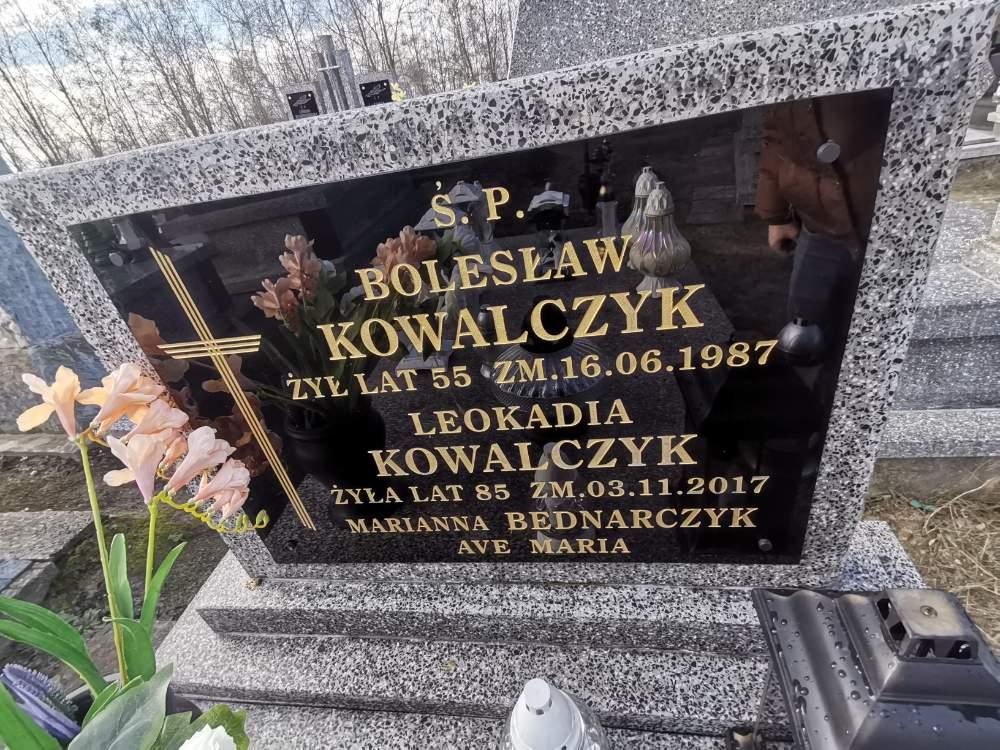 Ś. P.
BOLESŁAW
KOWALCZYK
ŻYŁ LAT 55 ZM.16.06.1987
LEOKADIA
KOWALCZYK
ŻYŁA LAT 85 ZM.03.11.2017
MARIANNA BEDNARCZYK
AVE MARIA